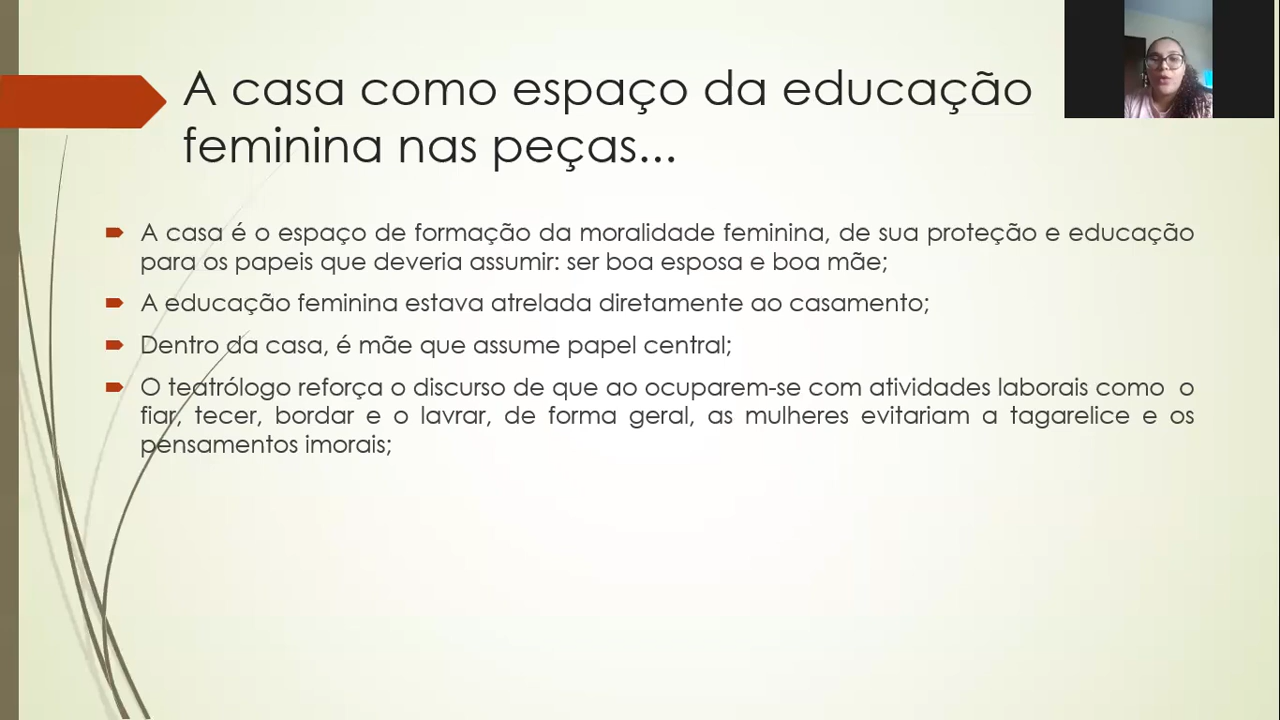 A casa como espaço da educação
feminina nas peças...
A casa é o espaço de formação da moralidade feminina, de sua proteção e educação
para os papeis que deveria assumir: ser boa esposa e boa mãe;
A educação feminina estava atrelada diretamente ao casamento;
Dentro da casa, é mãe que assume papel central;
O teatrólogo reforça o discurso de que ao ocuparem-se com atividades laborais como o
fiar, tecer, bordar e o lavrar, de forma geral, as mulheres evitariam a tagarelice e os
pensamentos imorais;